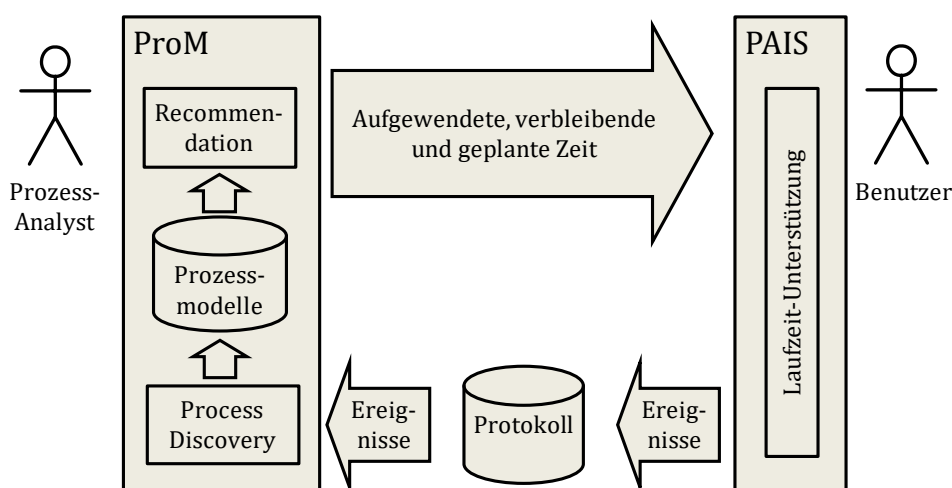 ProM
PAIS
Recommen-
dation
Aufgewendete, verbleibende
und geplante Zeit
Prozess-
Analyst
Benutzer
Prozess-
modelle
Laufzeit-Unterstützung
Process
Discovery
Ereig-
nisse
Protokoll
Ereig-
nisse